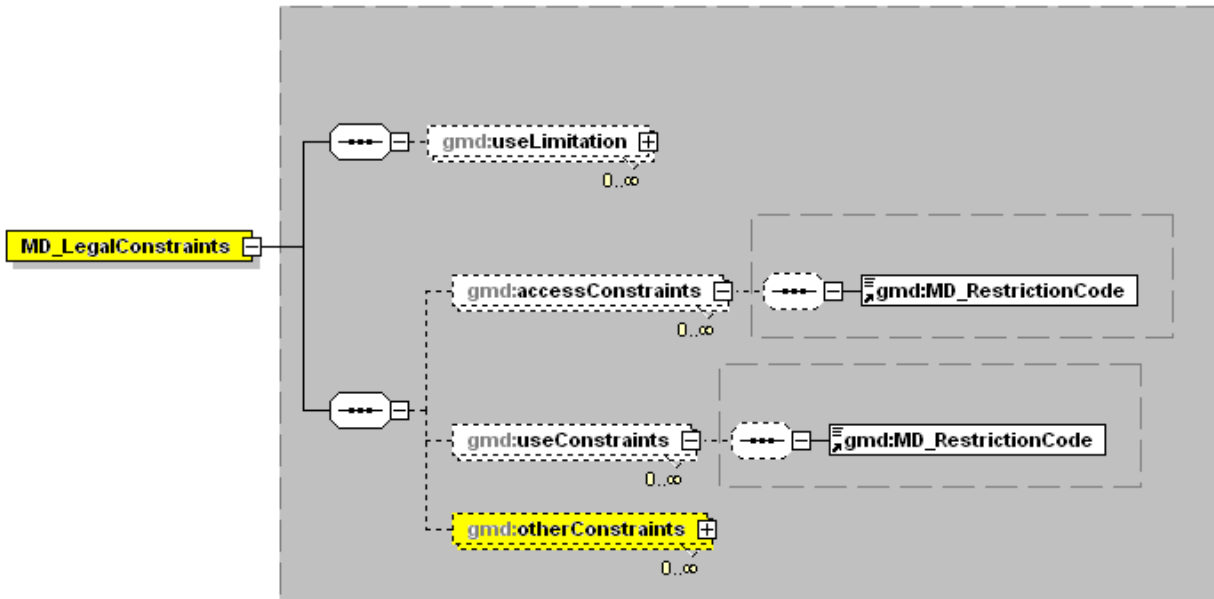 gmd:useLimitation
0..∞
MD_LegalConstraints
gmd:accessConstraints
gmd:MD_RestrictionCode
0..∞
gmd:useConstraints
gmd:MD_RestrictionCode
0..∞
gmd:otherConstraints
0..∞